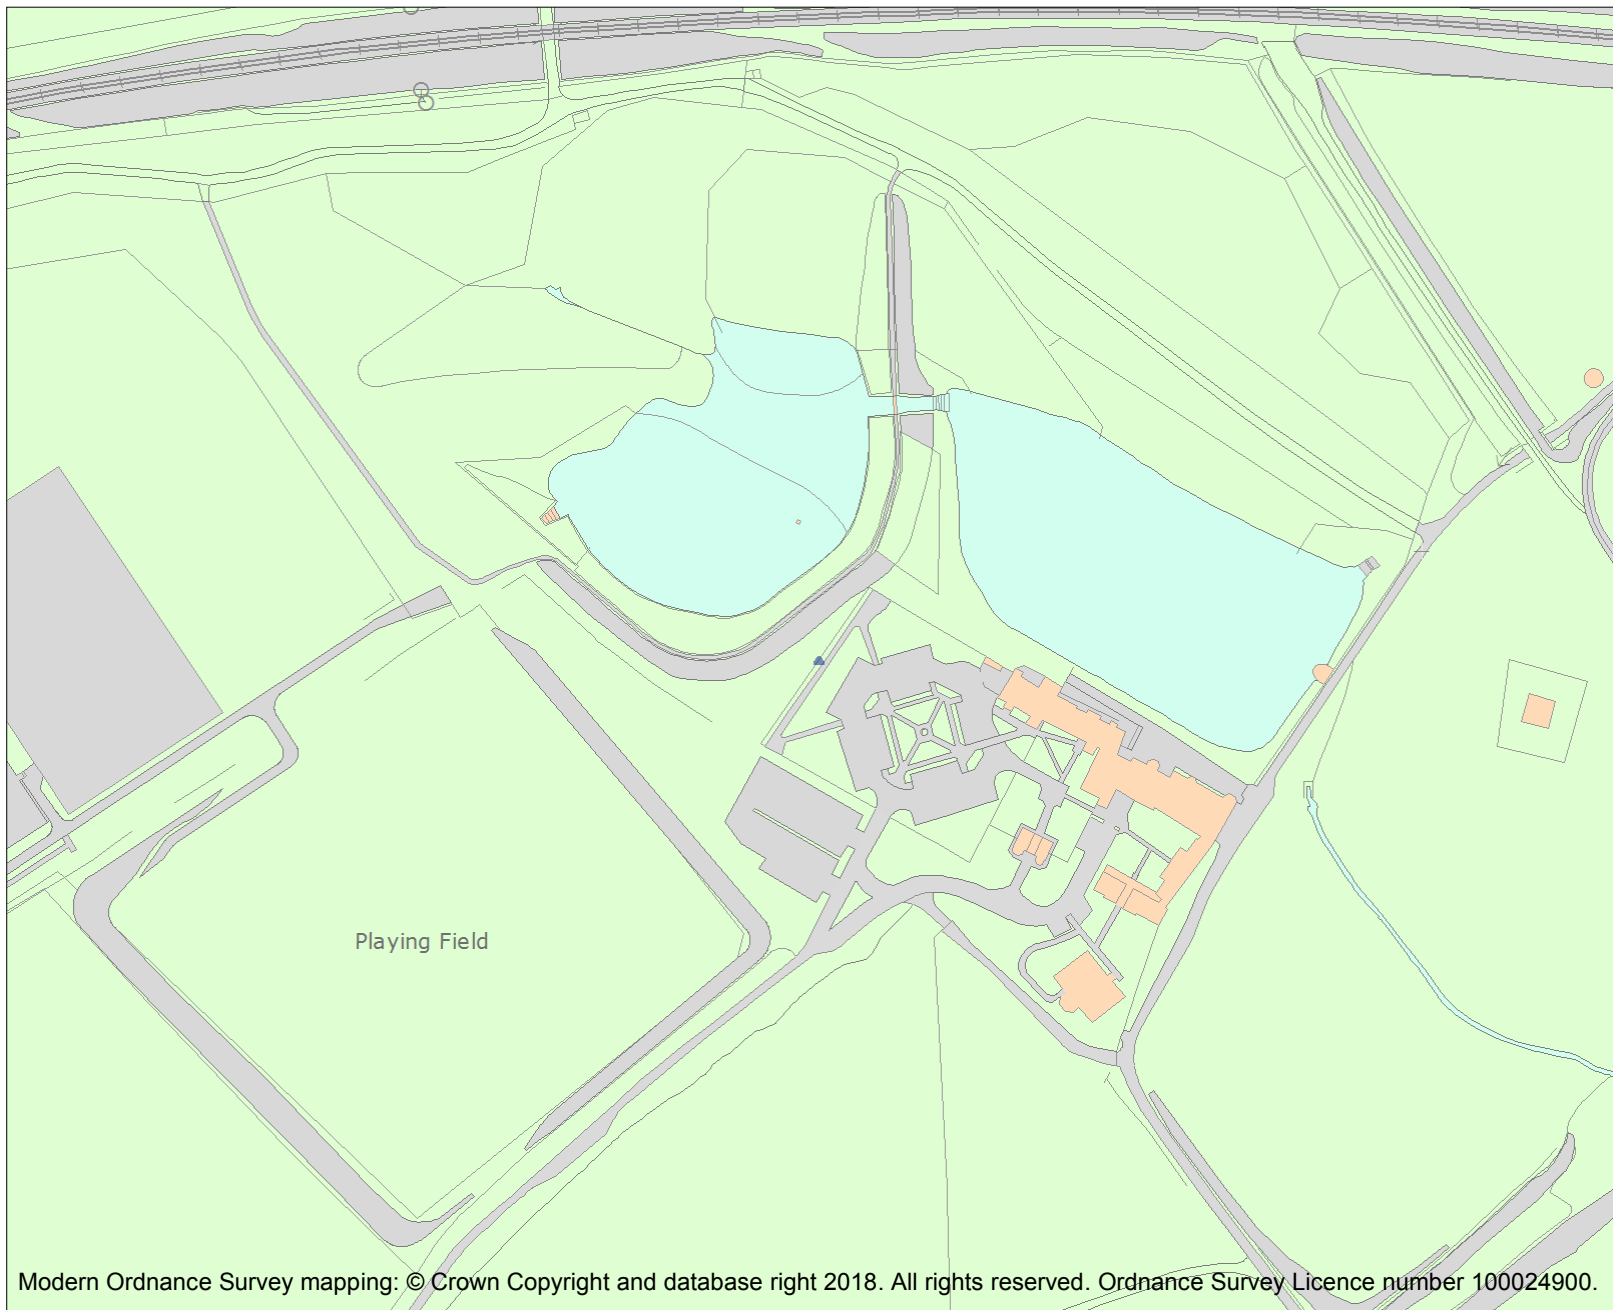 Playing Field
Modern Ordnance Survey mapping: © Crown Copyright and database right 2018. All rights reserved. Ordnance Survey Licence number 100024900.